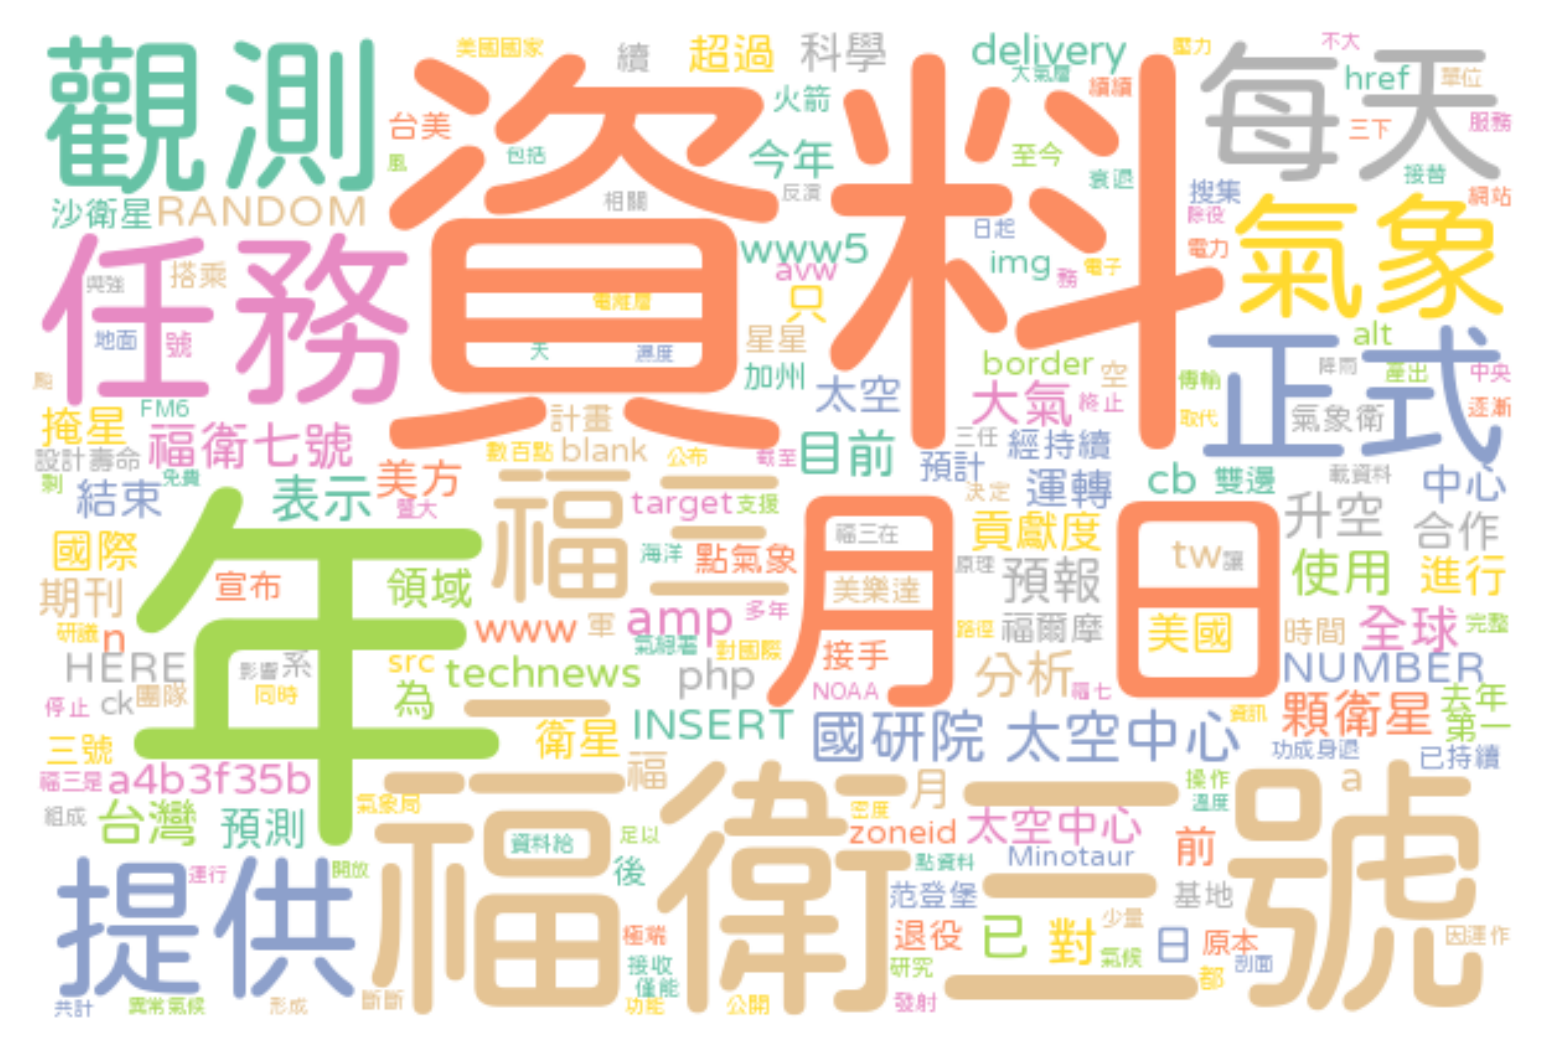 觀測
美國國家
續
超過
科學
delivery
大氣層
壓力
續續
不大
href
單位
每天
台美
風
包括
火箭
今年
至今
衰退
三下
服務
接替
資料
沙衛星
RANDOM
相關
反演
日起
搜集
除役
電力
網站
氣象
任務
與強
搭乘
地面
號
電離層
天
濕度
www5
avw
只
img
務
電子
星星
加州
太空
border
空
大氣
終止
alt
降雨
產出
中央
傳輸
取代
逐漸
正式
氣象衛
颱
FM6
掩星
設計壽命
剩
免費
福衛七號
結束
表示
美方
暨大
計畫
數百點
blank
公布
截至
目前
三任
經持續
預計
運轉
決定
cb
雙邊
載資料
中心
福三
target
支援
國際
期刊
研議
n
宣布
領域
海洋
點氣象
福三在
美樂達
貢獻度
原理
預報
tw
讓
升空
合作
使用
進行
年
月
日
www
軍
amp
多年
氣總署
對國際
接手
NOAA
路徑
福爾摩
美國
時間
全球
完整
HERE
影響
系
同時
src
為
technews
php
分析
福七
NUMBER
停止
ck
團隊
三號
福三是
a4b3f35b
一
衛星
INSERT
國研院
太空中心
資訊
顆衛星
去年
第一
功成身退
已持續
組成
台灣
預測
氣象局
福
月
密度
操作
溫度
a
福衛三號
資料給
足以
後
zoneid
太空中心
點資料
Minotaur
前
提供
運行
開放
范登堡
基地
極端
接收
僅能
退役
研究
已
對
少量
氣候
日
原本
剖面
都
因運作
共計
異常氣候
形成
斷斷
功能
公開
發射
一